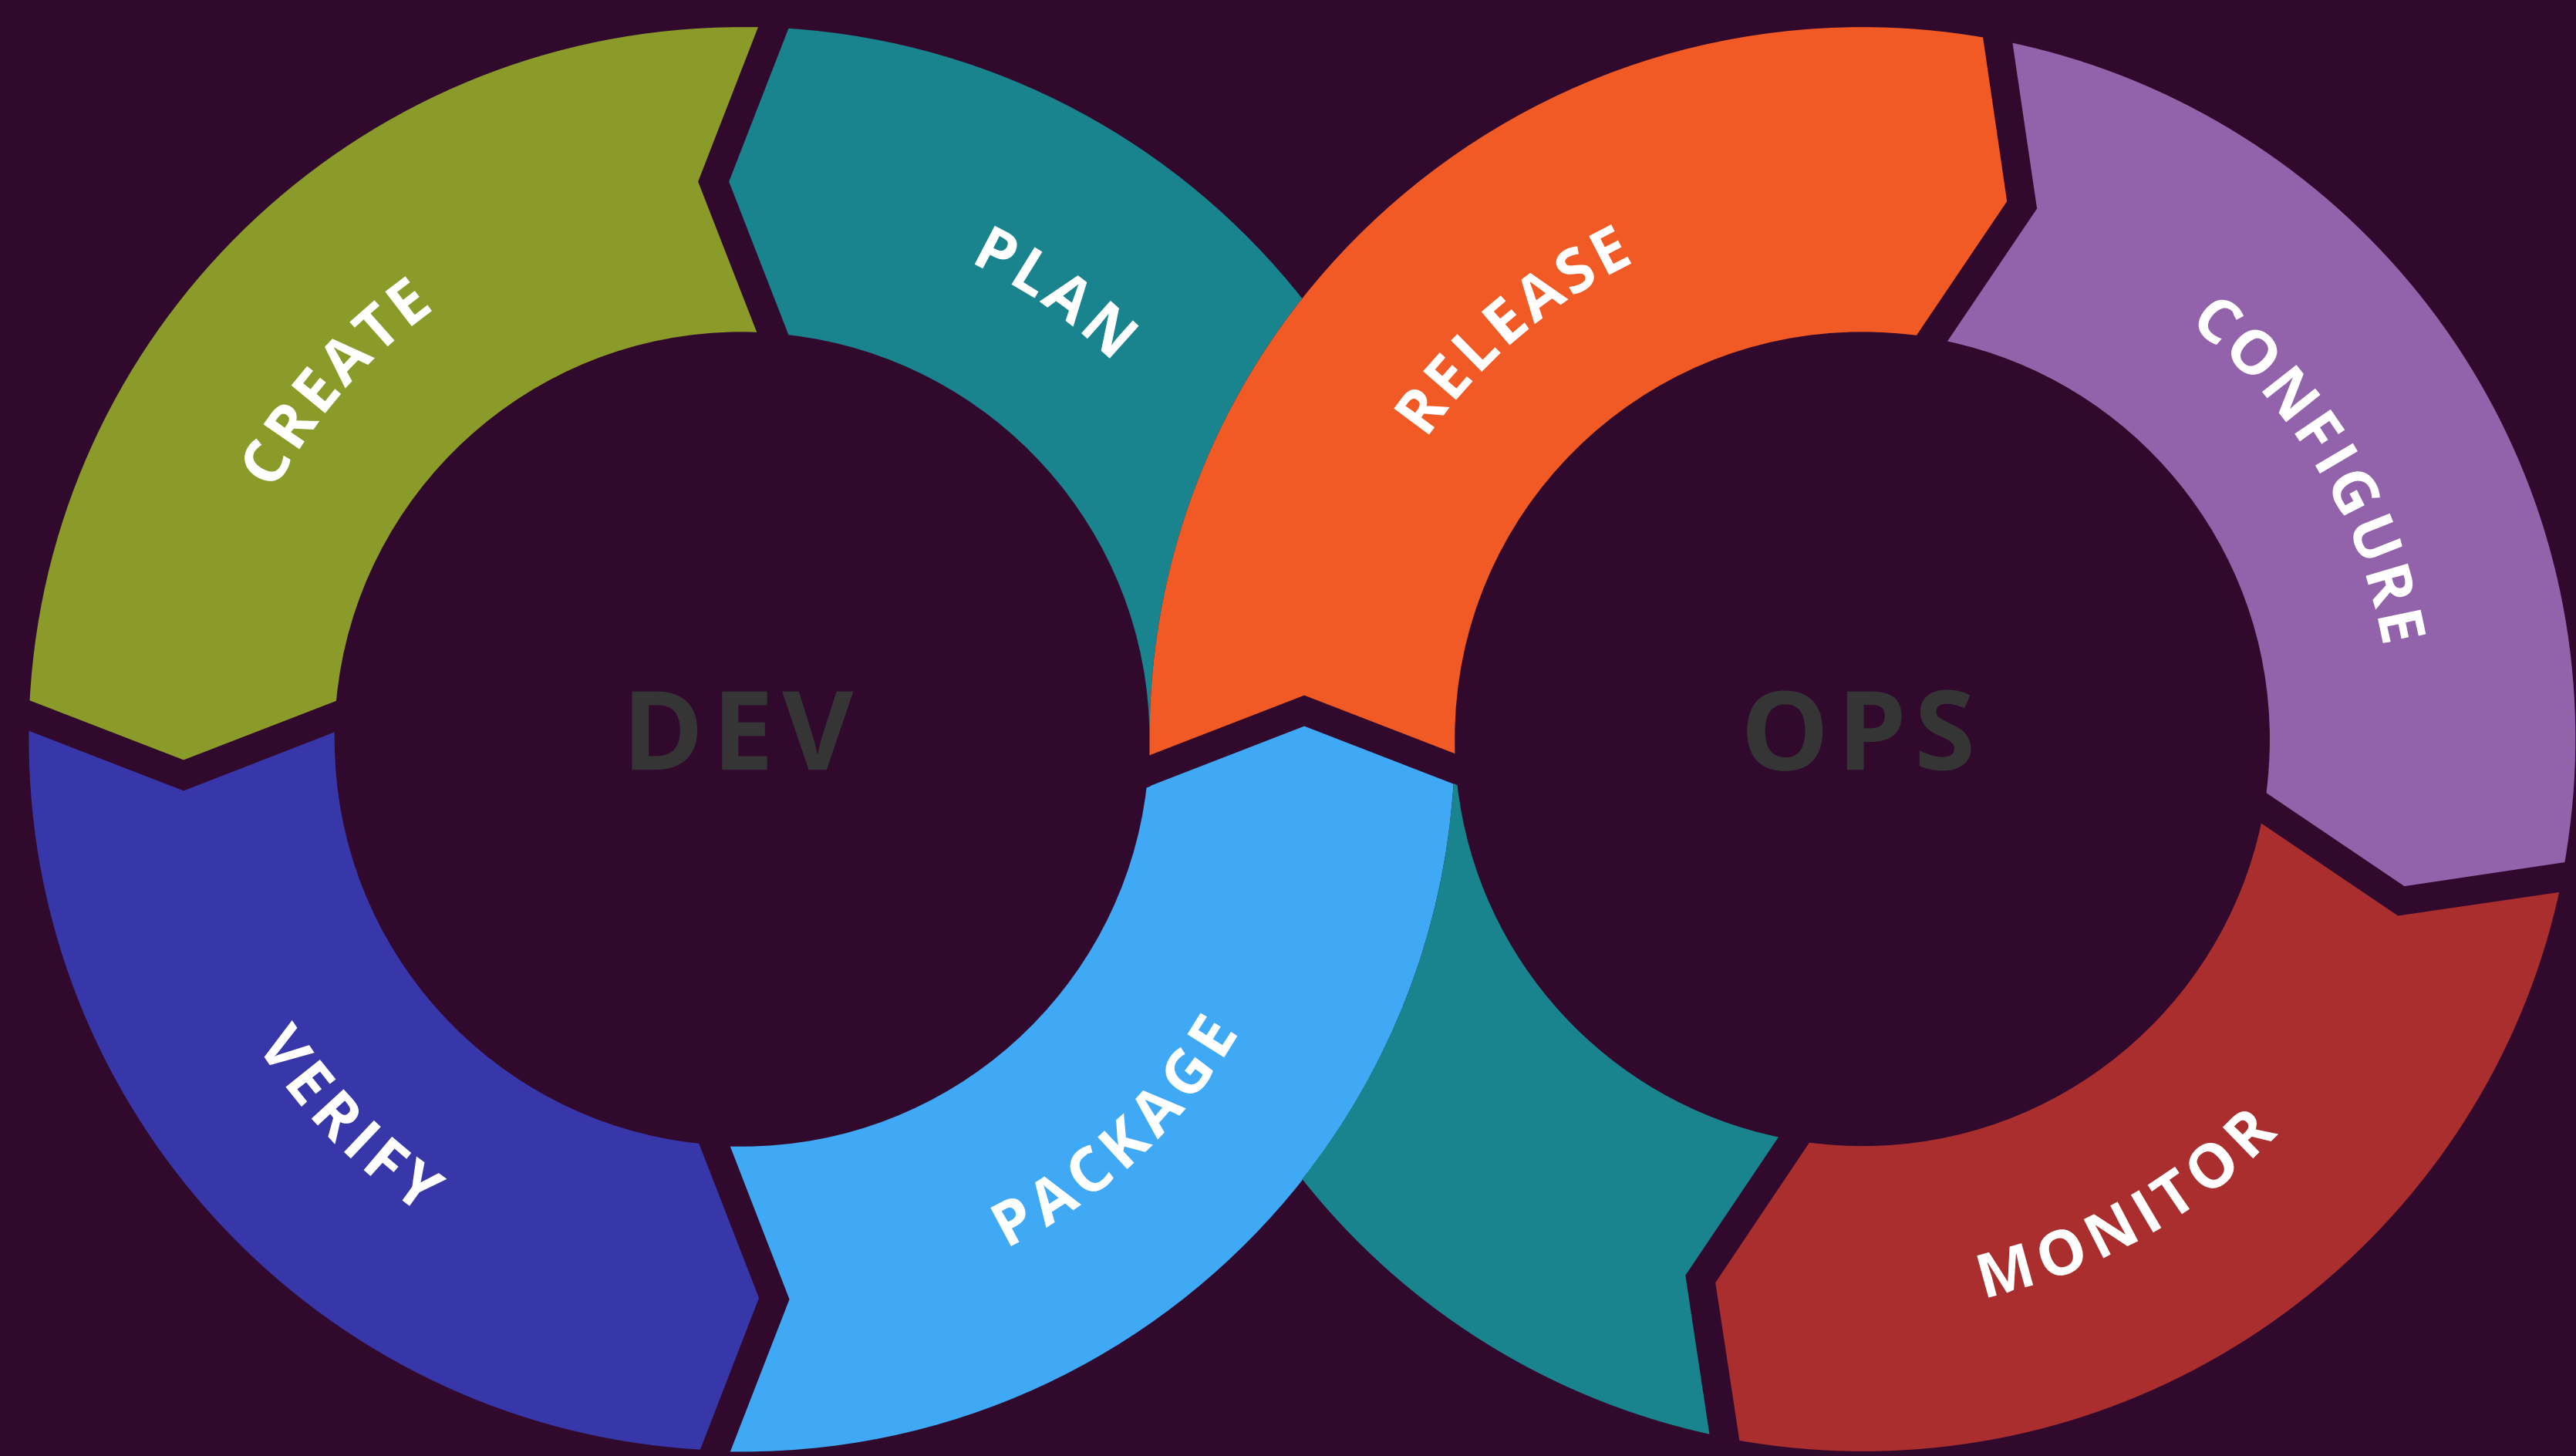 PLAN
CREATE
VERIFY
PACKAGE
RELEASE
CONFIGURE
MONITOR
DEV
OPS